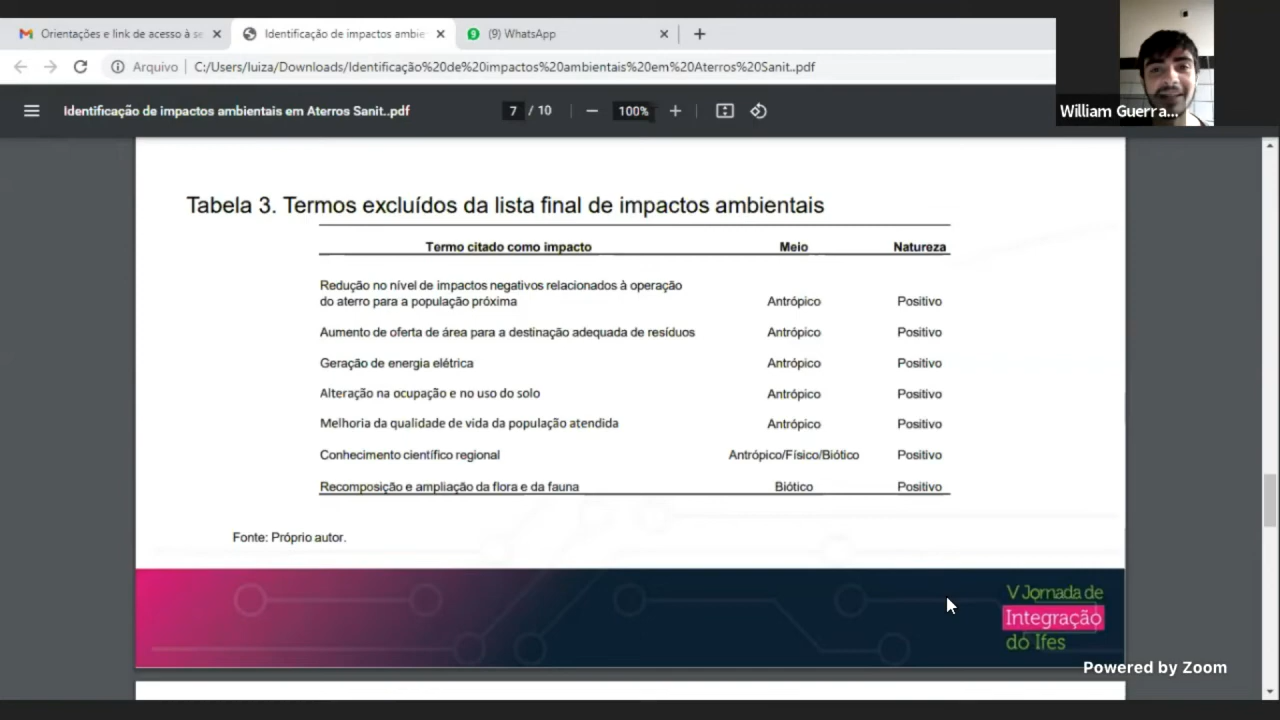 Orientações e link de acesso à se
Identificação de impactos ambie
(9) WhatsApp
Arquivo
C:/Users/luiza/Downloads/Identificação%20de%20impactos%20ambientais%20em%20Aterros%20Sanit..pdf
Identificação de impactos ambientais em Aterros Sanit..pdf
7 / 10
100%
William Guerra...
Tabela 3. Termos excluídos da lista final de impactos ambientais
Termo citado como impacto Meio Natureza
Redução no nível de impactos negativos relacionados à operação
do aterro para a população próxima Antrópico Positivo
Aumento de oferta de área para a destinação adequada de resíduos Antrópico Positivo
Geração de energia elétrica Antrópico Positivo
Alteração na ocupação e no uso do solo Antrópico Positivo
Melhoria da qualidade de vida da população atendida Antrópico Positivo
Conhecimento científico regional Antrópico/Físico/Biótico Positivo
Recomposição e ampliação da flora e da fauna Biótico Positivo
Fonte: Próprio autor.
V Jornada de
Integração
do Ifes
Powered by Zoom